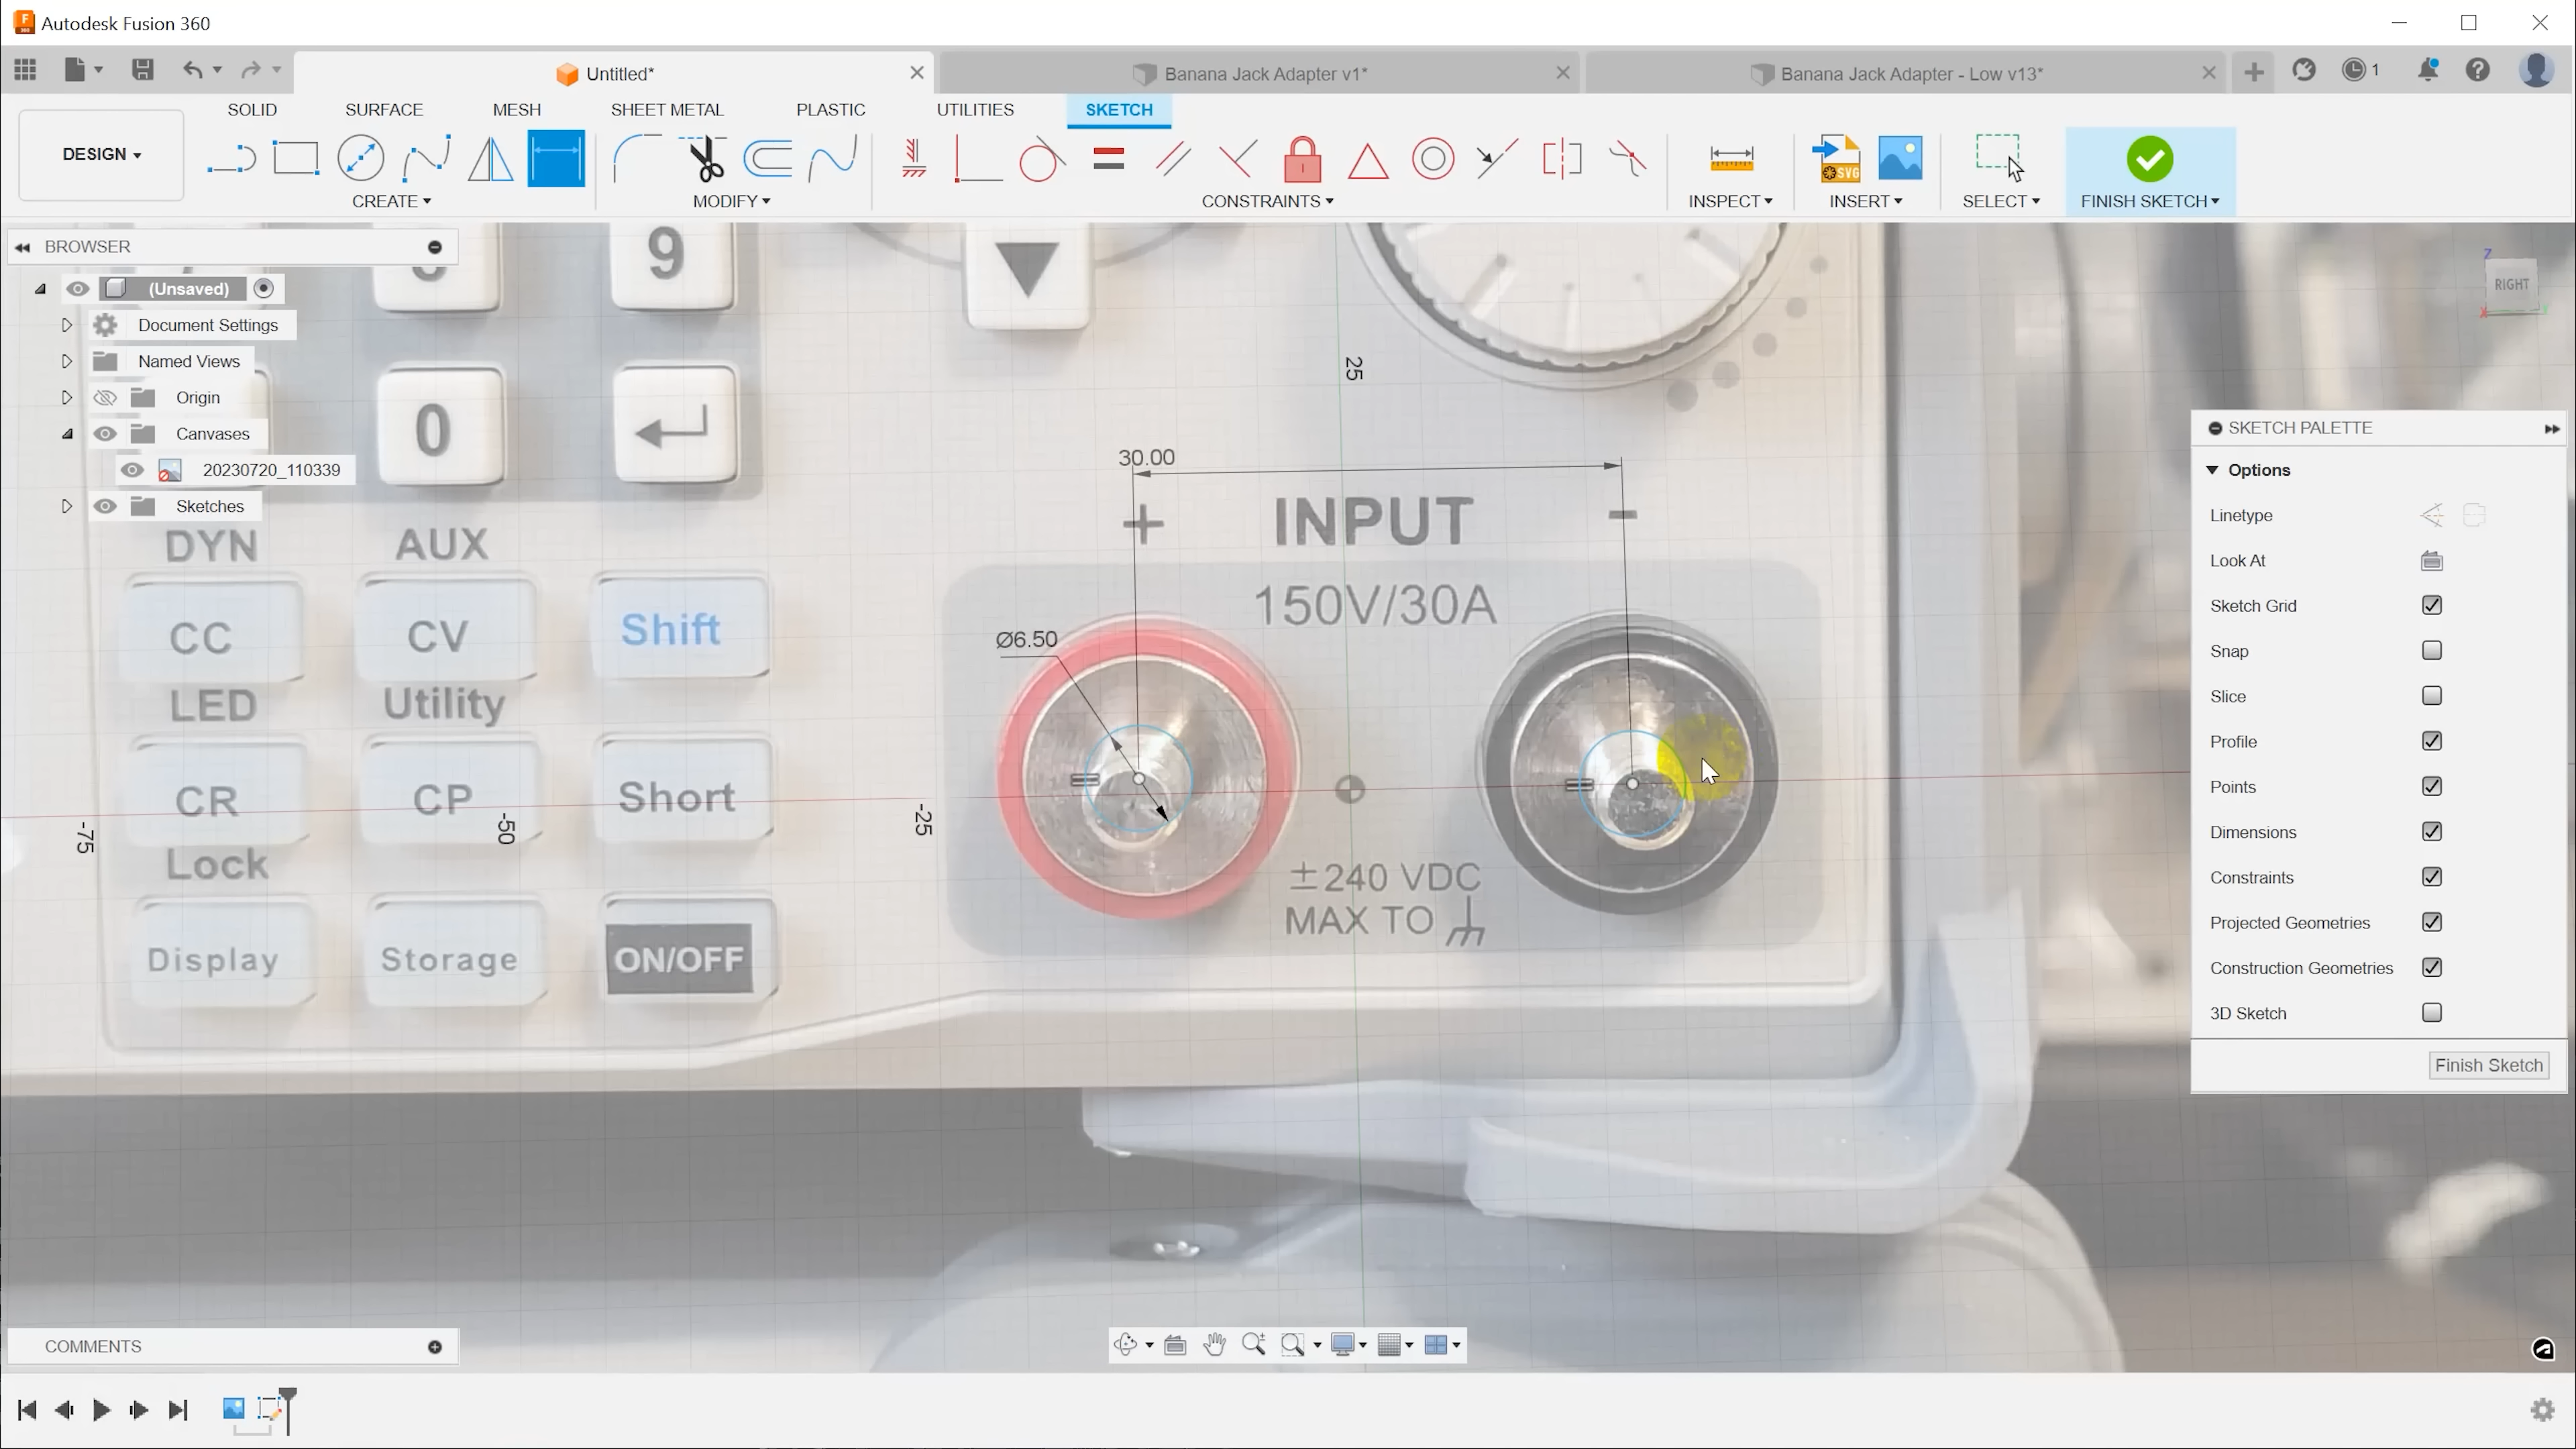 Autodesk Fusion 360
Untitled*
Banana Jack Adapter v1*
Banana Jack Adapter - Low v13*
1
SOLID
SURFACE
MESH
SHEET METAL
PLASTIC
UTILITIES
SKETCH
DESIGN
CREATE
MODIFY
CONSTRAINTS
INSPECT
SVG
INSERT
SELECT
FINISH SKETCH
BROWSER
(Unsaved)
Document Settings
Named Views
Origin
Canvases
20230720_110339
Sketches
9
0
25
30.00
+ INPUT -
150V/30A
Ø6.50
±240 VDC
MAX TO
DYN AUX
CC CV Shift
LED Utility
CR CP Short
Lock
Display Storage ON/OFF
-75
-50
-25
RIGHT
Z
SKETCH PALETTE
Options
Linetype
Look At
Sketch Grid
Snap
Slice
Profile
Points
Dimensions
Constraints
Projected Geometries
Construction Geometries
3D Sketch
Finish Sketch
COMMENTS